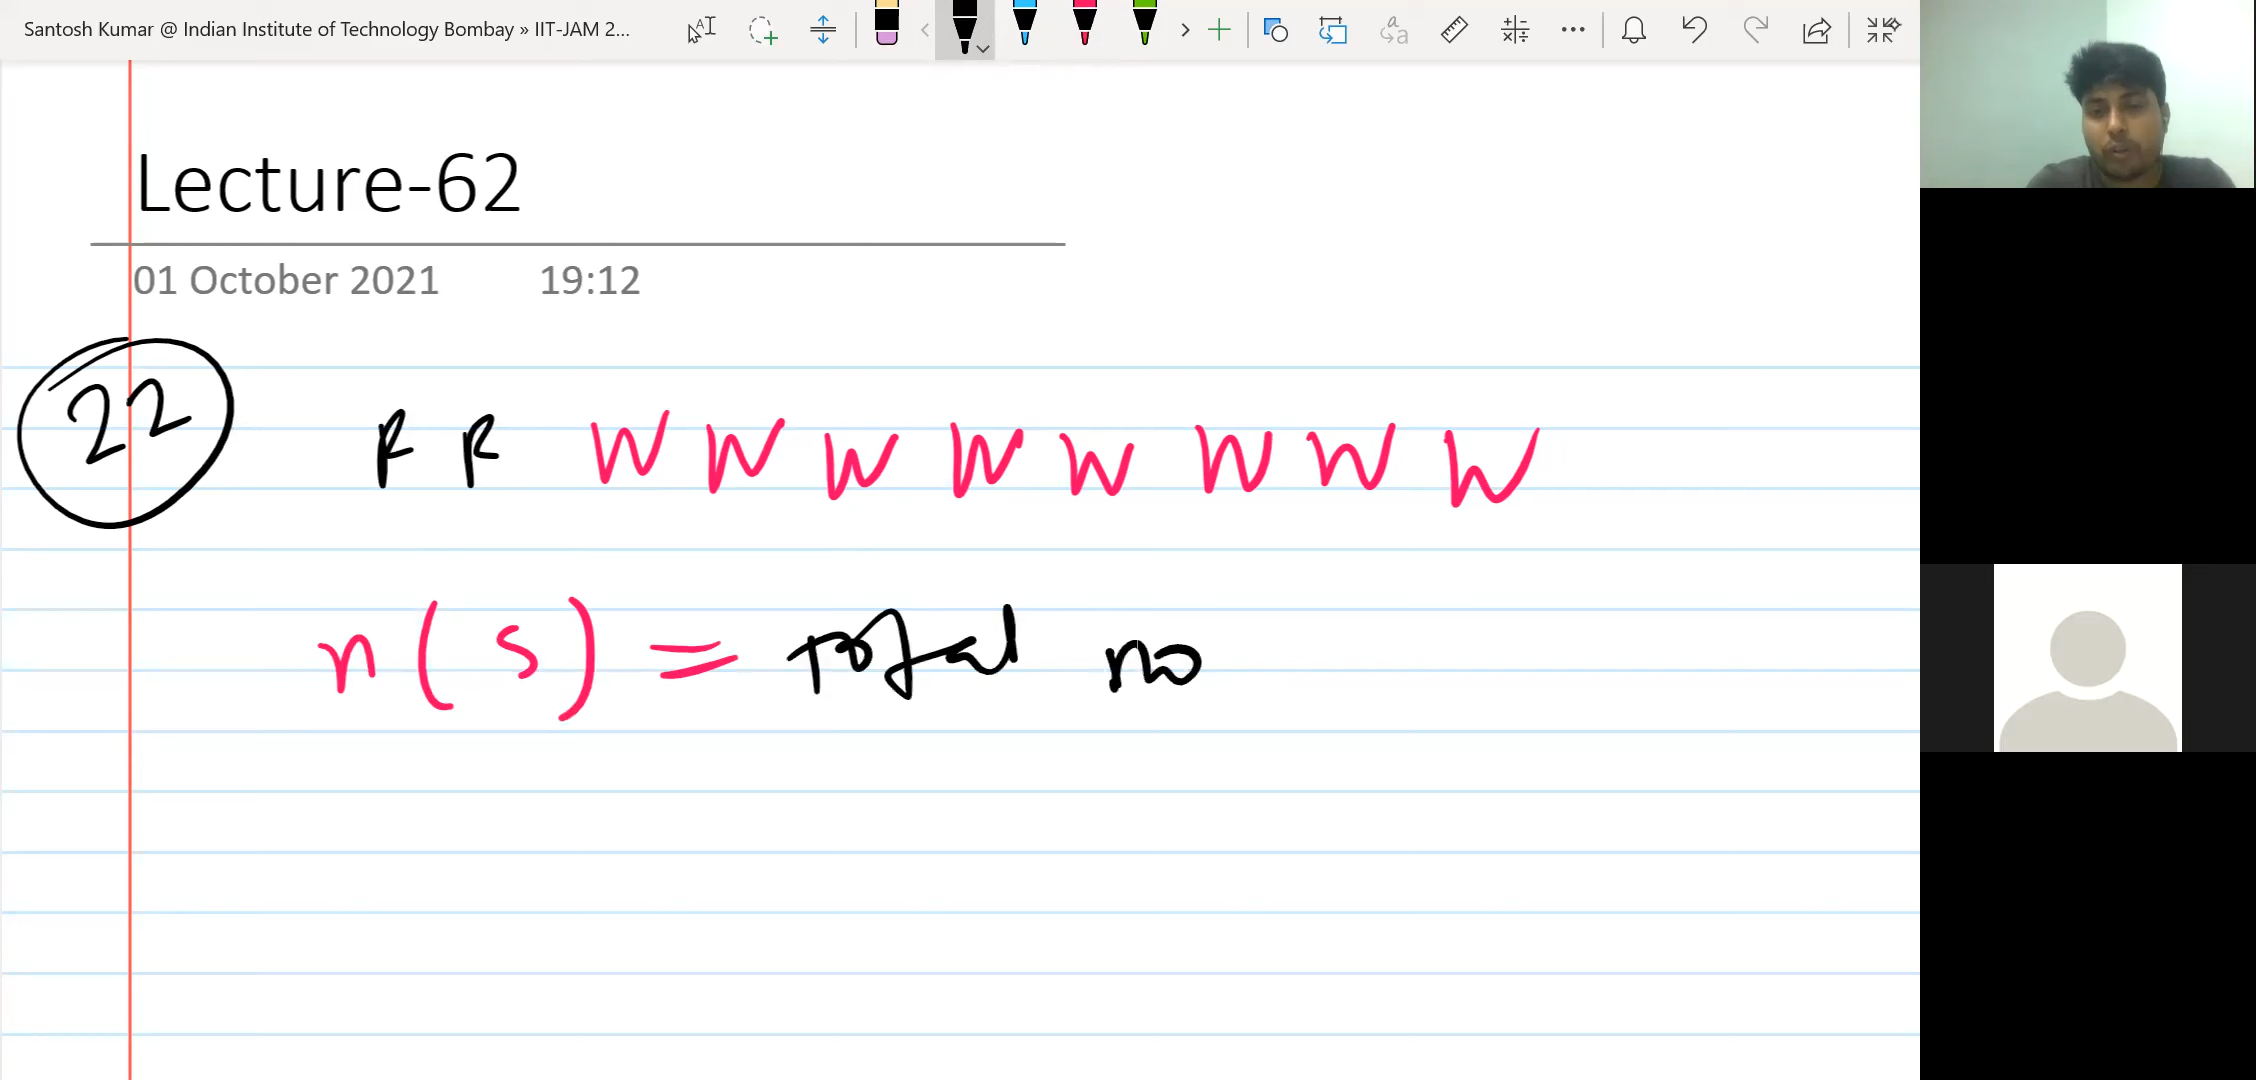 Santosh Kumar @ Indian Institute of Technology Bombay » IIT-JAM 2...
Lecture-62
01 October 2021 19:12
22 R R W W W W W W W W
n(s) = Total no